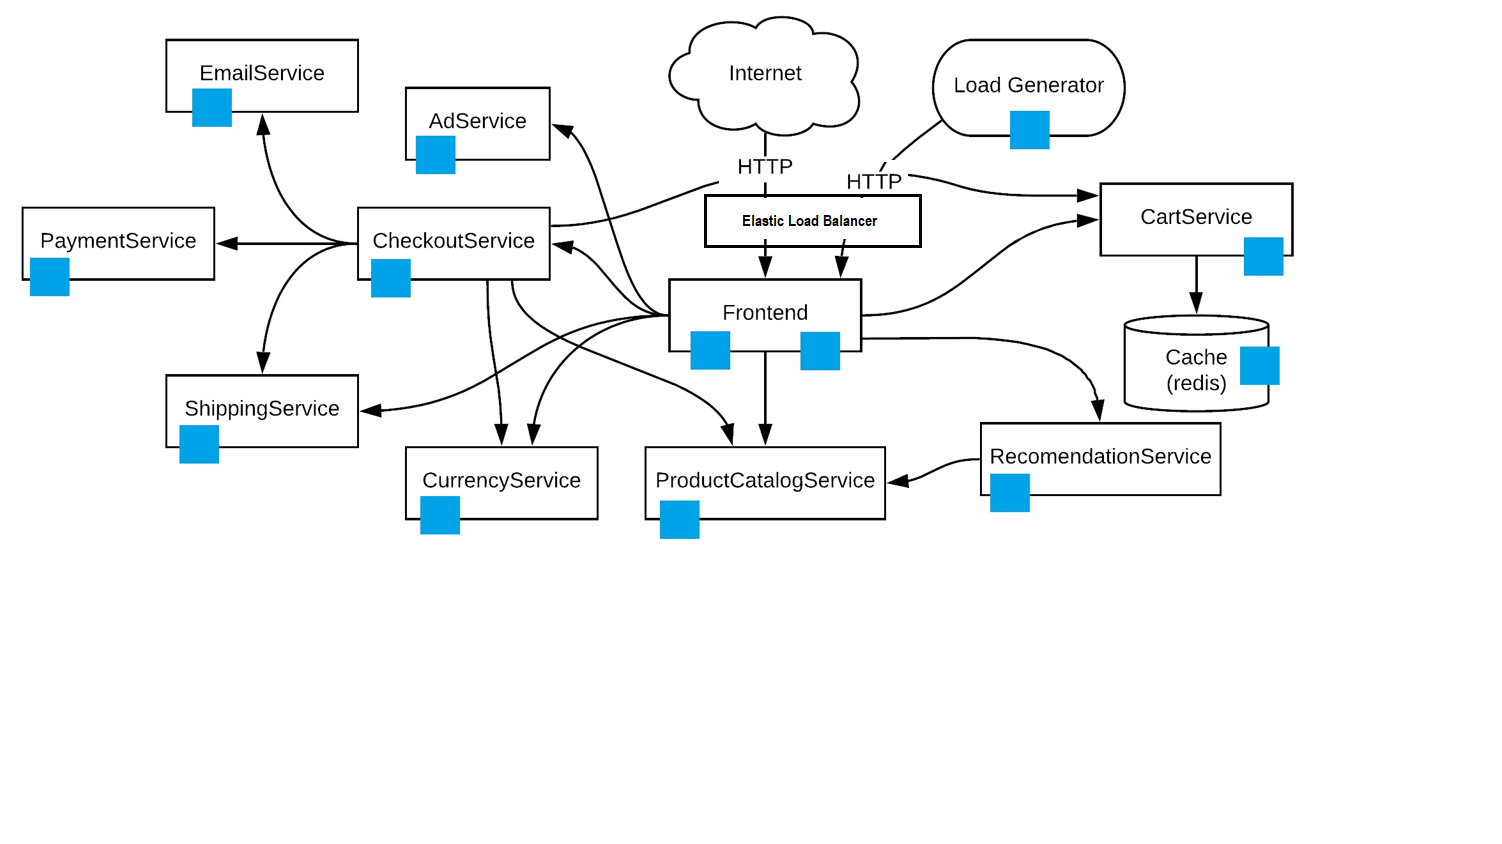 EmailService
AdService
Internet
Load Generator
HTTP
HTTP
PaymentService
CheckoutService
Elastic Load Balancer
CartService
Frontend
Cache
(redis)
ShippingService
CurrencyService
ProductCatalogService
RecomendationService